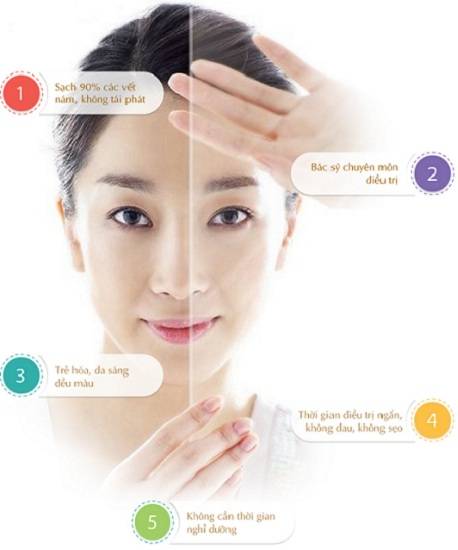 1
Sạch 90% các vết
nám, không tái phát
Bác sỹ chuyên môn
điều trị
2
3
Trẻ hóa, da sáng
đều màu
Thời gian điều trị ngắn,
không đau, không sẹo
4
5
Không cần thời gian
nghỉ dưỡng